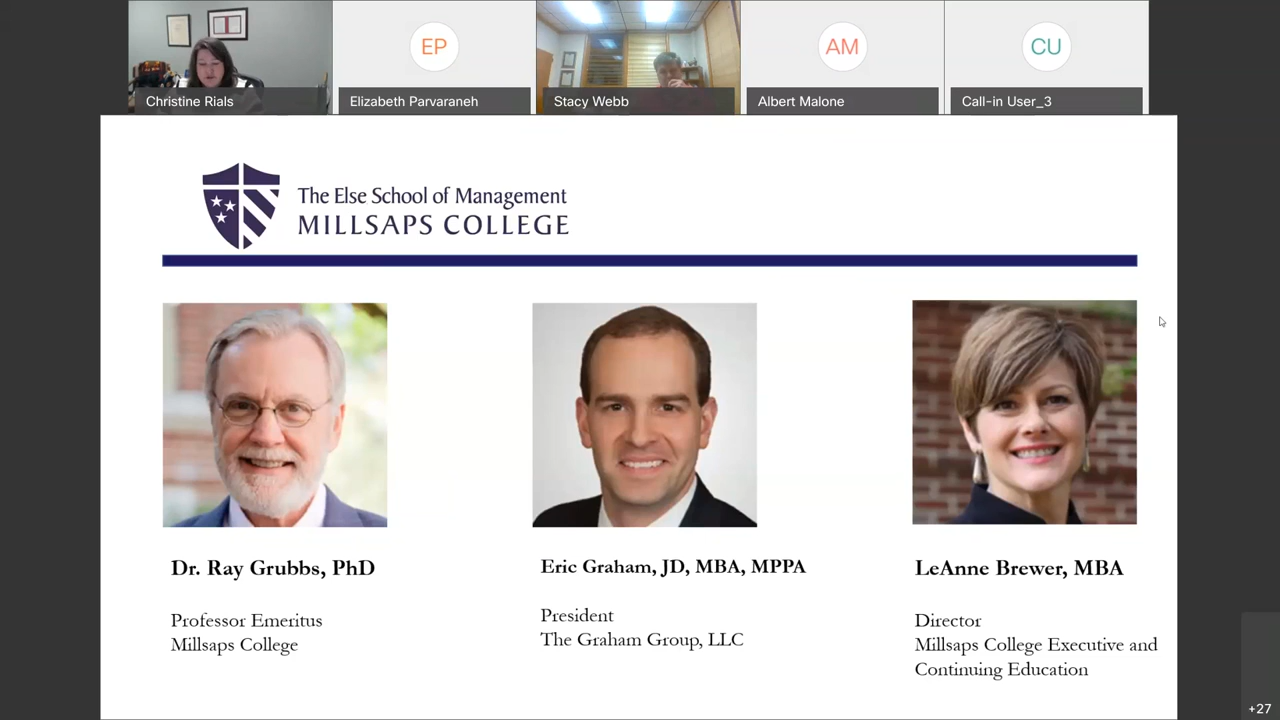 EP
AM
CU
Christine Rials
Elizabeth Parvaraneh
Stacy Webb
Albert Malone
Call-in User_3
The Else School of Management
MILLSAPS COLLEGE
Dr. Ray Grubbs, PhD
Professor Emeritus
Millsaps College
Eric Graham, JD, MBA, MPPA
President
The Graham Group, LLC
LeAnne Brewer, MBA
Director
Millsaps College Executive and
Continuing Education
+27